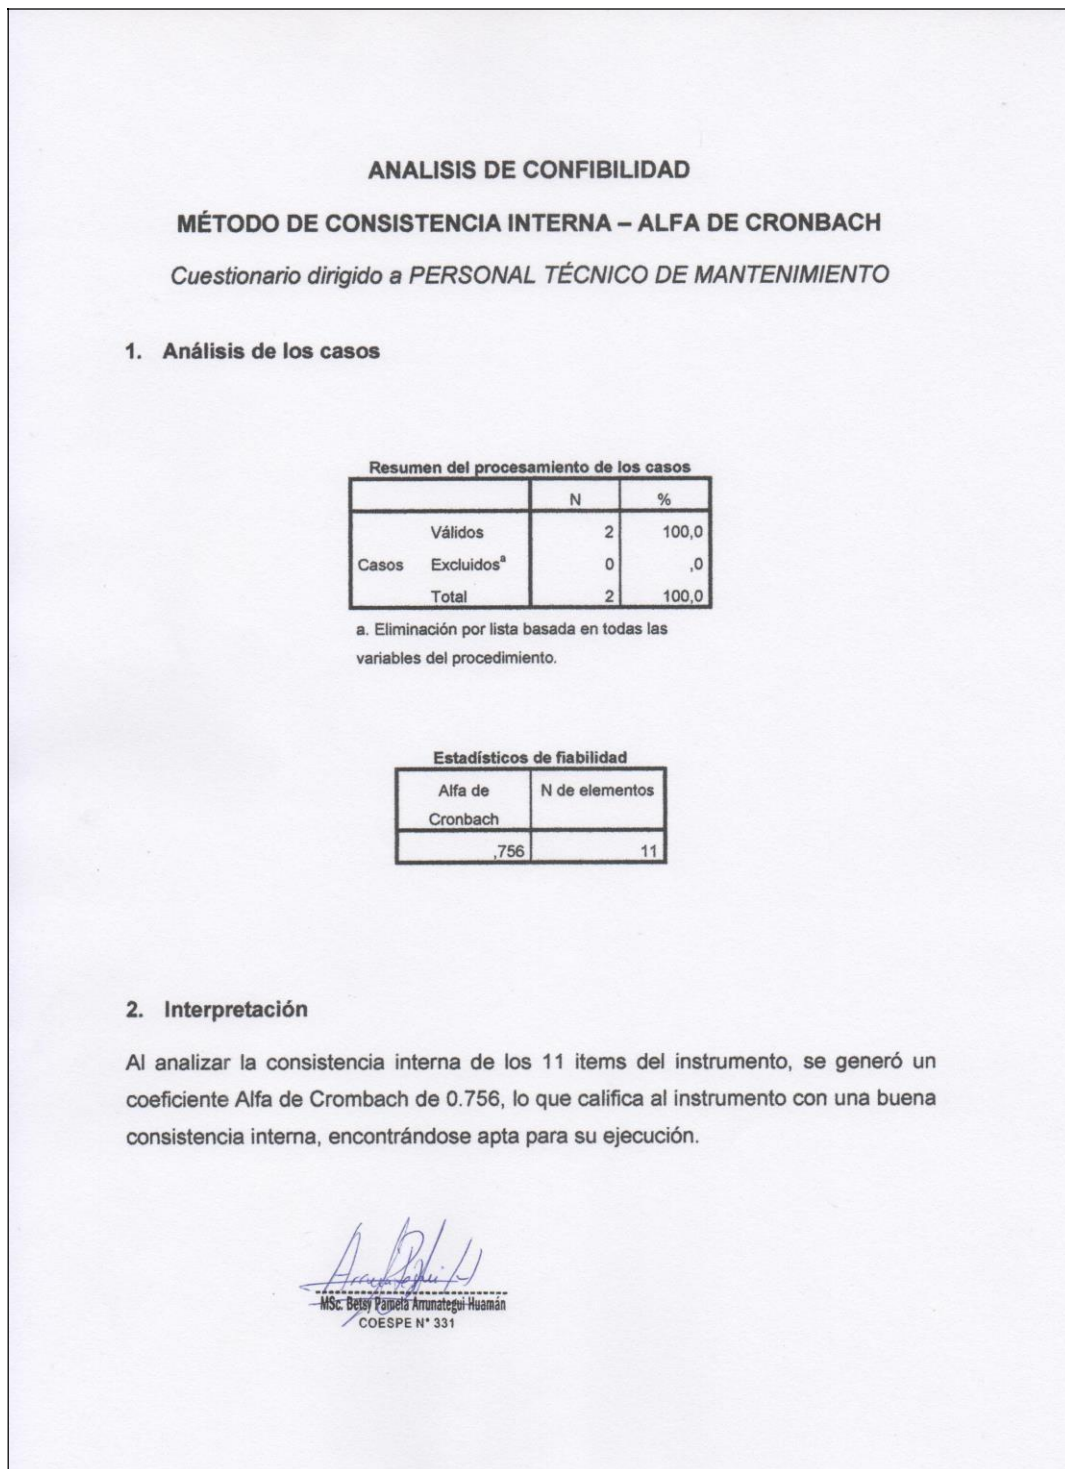 ANALISIS DE CONFIBILIDAD
MÉTODO DE CONSISTENCIA INTERNA – ALFA DE CRONBACH
Cuestionario dirigido a PERSONAL TÉCNICO DE MANTENIMIENTO
1. Análisis de los casos
Resumen del procesamiento de los casos
N %
Válidos 2 100,0
Casos Excluidosª 0 ,0
Total 2 100,0
a. Eliminación por lista basada en todas las
variables del procedimiento.
Estadísticos de fiabilidad
Alfa de N de elementos
Cronbach
,756 11
2. Interpretación
Al analizar la consistencia interna de los 11 items del instrumento, se generó un
coeficiente Alfa de Crombach de 0.756, lo que califica al instrumento con una buena
consistencia interna, encontrándose apta para su ejecución.
MSc. Betsy Pamela Arrunategui Huamán
COESPE N° 331